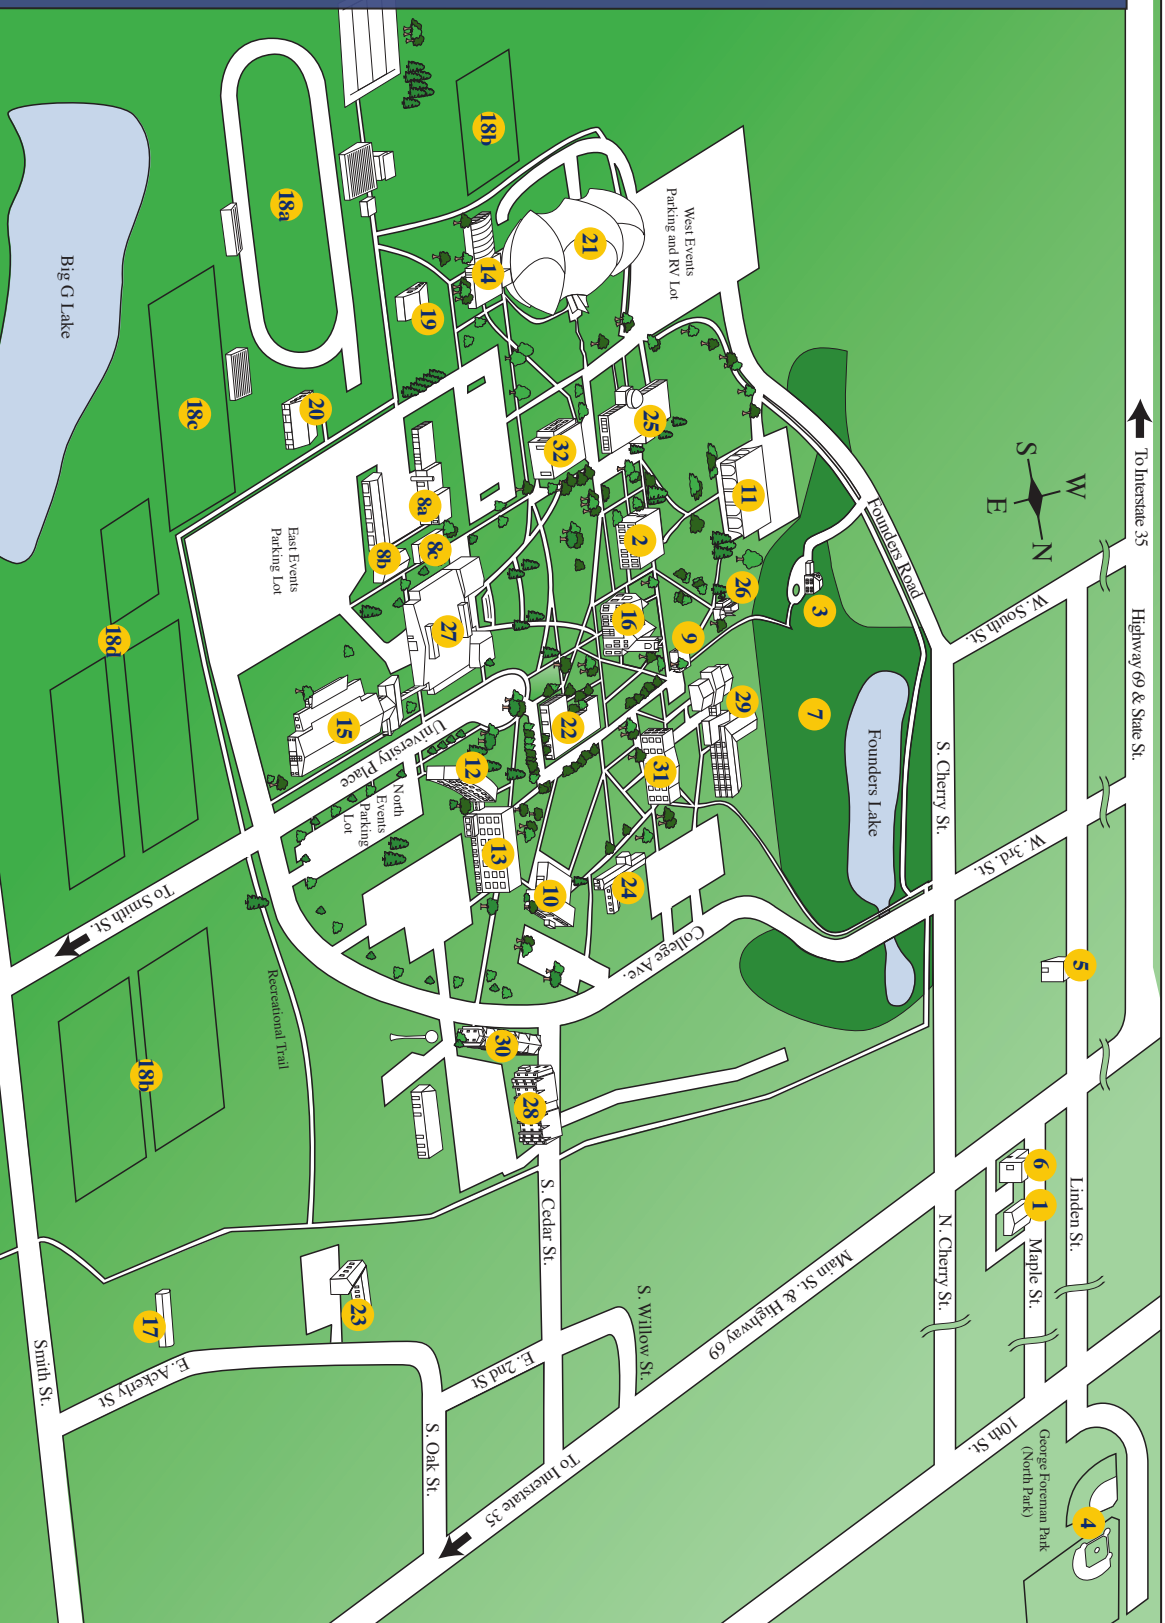 To Interstate 35
Highway 69 & State St.
S
W
E
N
W. South St.
W. 3rd. St.
S. Cherry St.
N. Cherry St.
Linden St.
Maple St.
10th St.
George Foreman Park
(North Park)
4
5
6
1
Main St. & Highway 69
To Interstate 35
S. Willow St.
E. 2nd St
S. Cedar St.
S. Oak St.
E. Ackerly St
Smith St.
To Smith St.
Recreational Trail
College Ave.
University Place
Founders Road
Founders Lake
7
3
West Events
Parking and RV Lot
East Events
Parking Lot
North
Events
Parking
Lot
Big G Lake
18b
18a
18c
18d
18b
21
14
19
20
25
32
11
2
26
16
9
29
8a
8b
8c
27
15
22
31
12
13
10
24
30
28
23
17